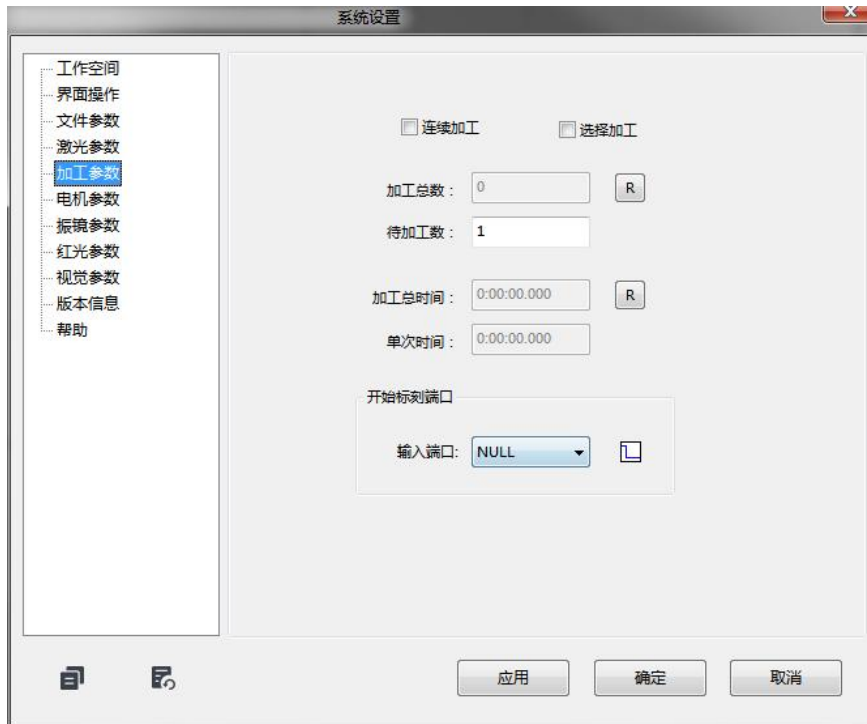 系统设置
工作空间
界面操作
文件参数
激光参数
加工参数
电机参数
振镜参数
红光参数
视觉参数
版本信息
帮助
连续加工
选择加工
加工总数：
0
R
待加工数：
1
加工总时间：
0:00:00.000
R
单次时间：
0:00:00.000
开始标刻端口
输入端口:
NULL
应用
确定
取消